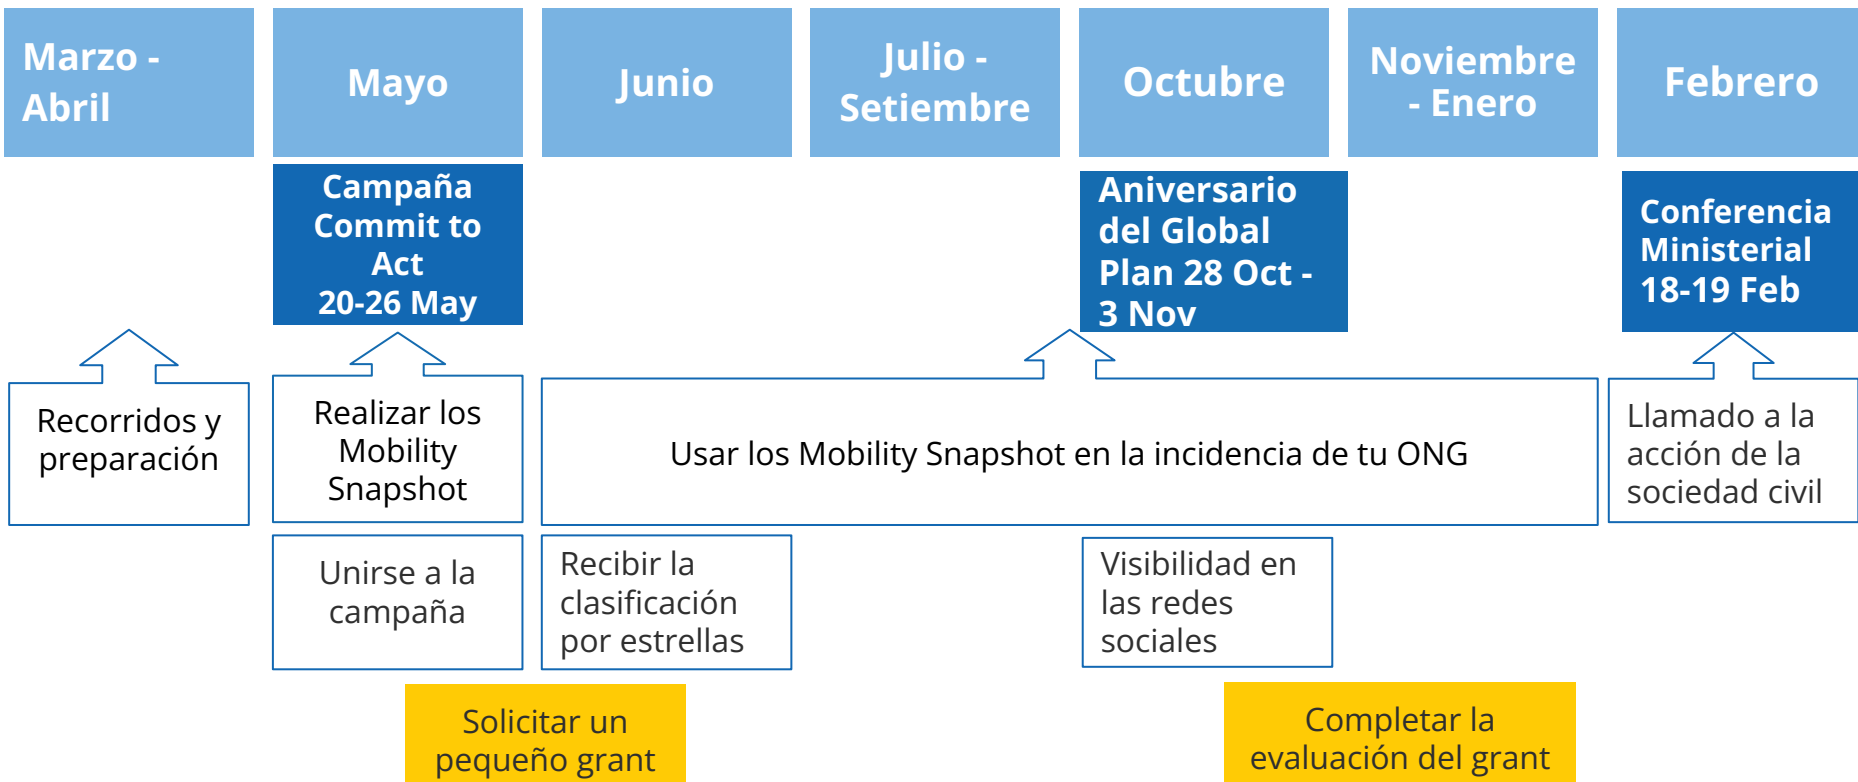 Marzo -
Abril
Mayo
Junio
Julio -
Setiembre
Octubre
Noviembre
- Enero
Febrero
Campaña
Commit to
Act
20-26 May
Aniversario
del Global
Plan 28 Oct -
3 Nov
Conferencia
Ministerial
18-19 Feb
Recorridos y
preparación
Realizar los
Mobility
Snapshot
Usar los Mobility Snapshot en la incidencia de tu ONG
Llamado a la
acción de la
sociedad civil
Unirse a la
campaña
Recibir la
clasificación
por estrellas
Visibilidad en
las redes
sociales
Solicitar un
pequeño grant
Completar la
evaluación del grant